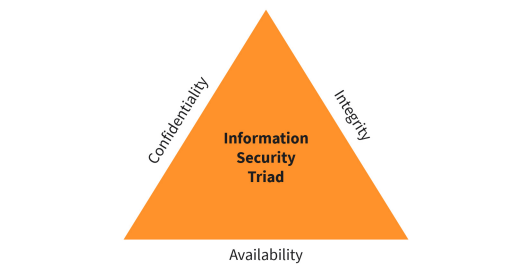 Confidentiality
Integrity
Information
Security
Triad
Availability